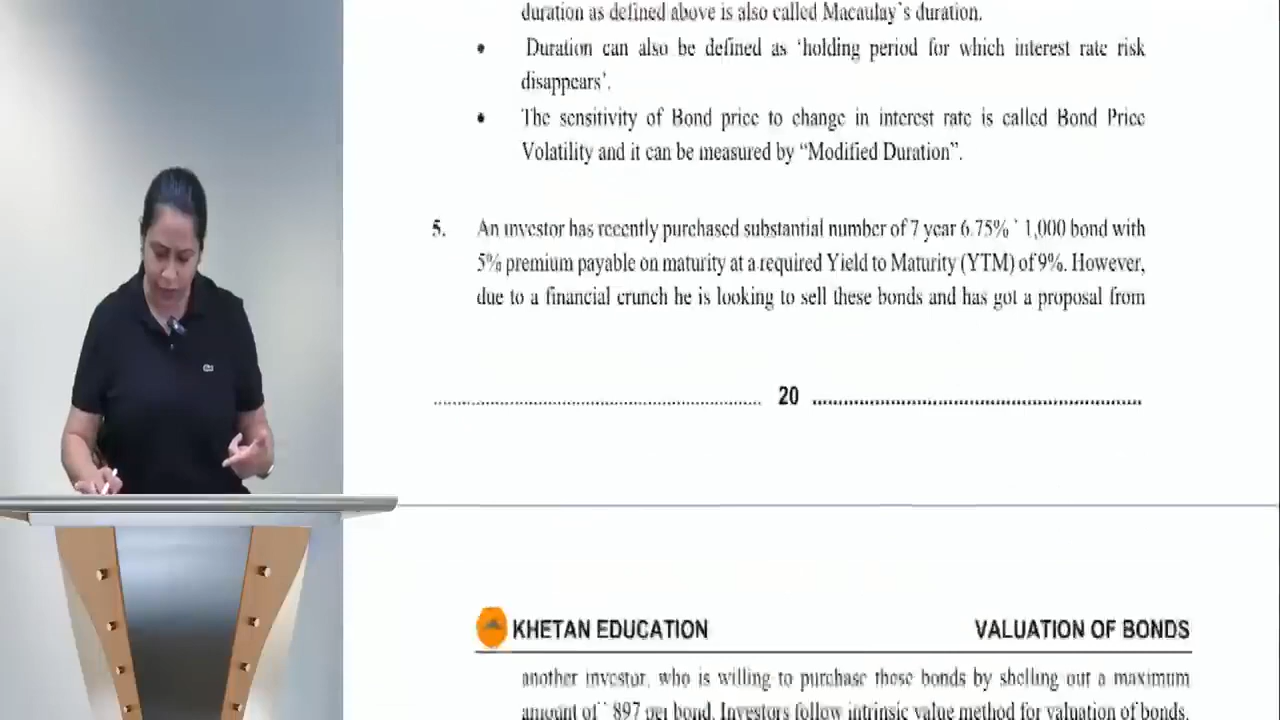 duration as defined above is also called Macaulay's duration.
• Duration can also be defined as 'holding period for which interest rate risk
disappears'.
• The sensitivity of Bond price to change in interest rate is called Bond Price
Volatility and it can be measured by “Modified Duration”.
5. An investor has recently purchased substantial number of 7 year 6.75% ` 1,000 bond with
5% premium payable on maturity at a required Yield to Maturity (YTM) of 9%. However,
due to a financial crunch he is looking to sell these bonds and has got a proposal from
20
KHETAN EDUCATION VALUATION OF BONDS
another investor, who is willing to purchase these bonds by shelling out a maximum
amount of ` 897 per bond. Investors follow intrinsic value method for valuation of bonds.